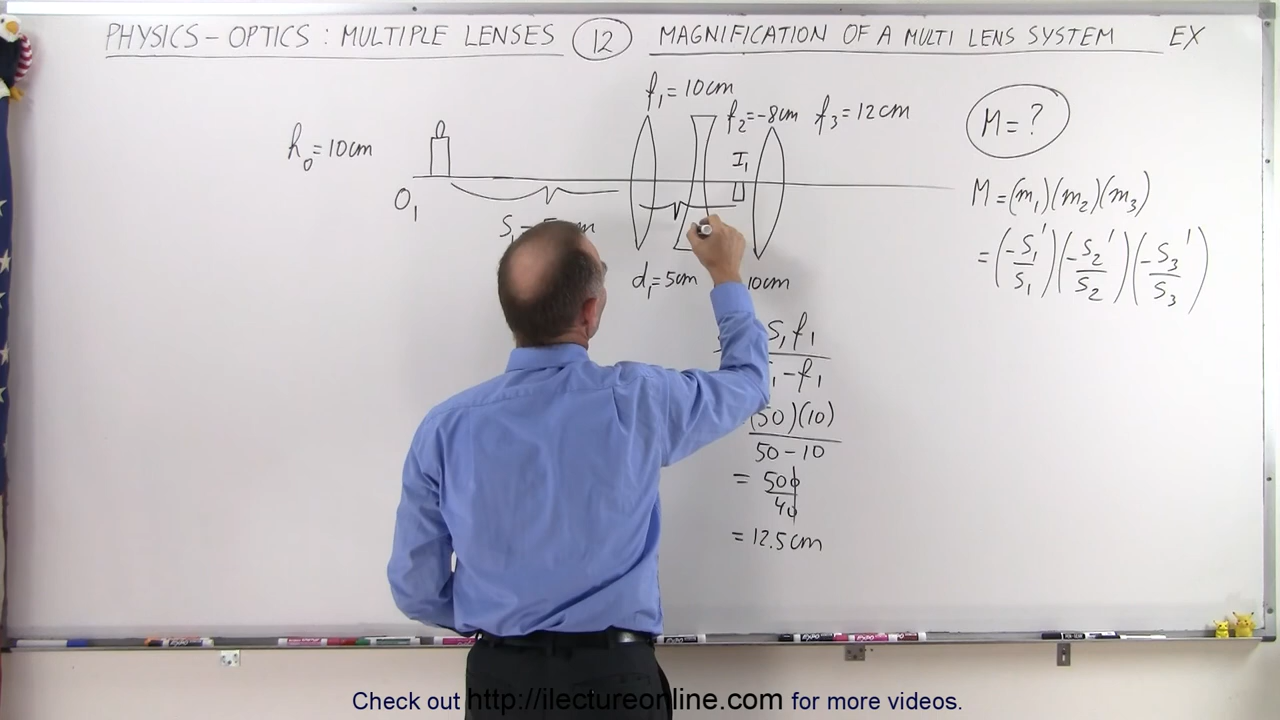 PHYSICS – OPTICS : MULTIPLE LENSES 12 MAGNIFICATION OF A MULTI LENS SYSTEM EX
f₁ = 10cm
f₂ = -8cm f₃ = 12cm
M = ?
h₀ = 10cm
I₁
O₁
M = (m₁)(m₂)(m₃)
= (-S₁'/S₁)(-S₂'/S₂)(-S₃'/S₃)
S₁
d₁ = 5cm
10cm
S₁f₁
– f₁
(50)(10)
50 – 10
= 500
40
= 12.5cm
Check out http://ilectureonline.com for more videos.